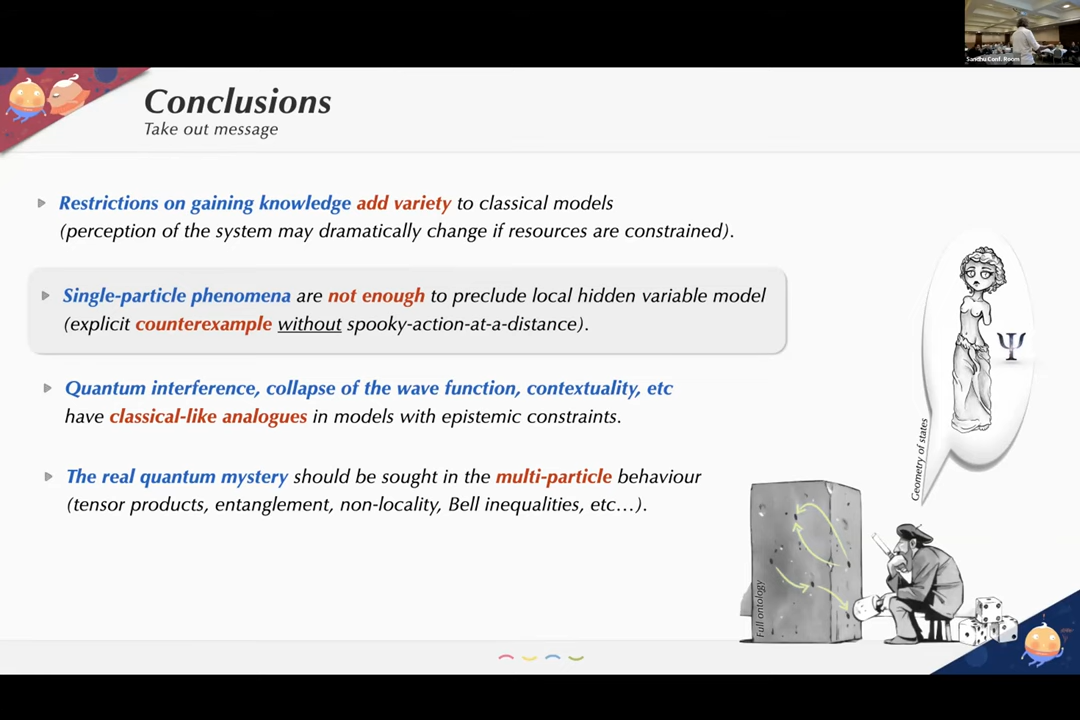 Sandhu Conf. Room
Conclusions
Take out message
Restrictions on gaining knowledge add variety to classical models
(perception of the system may dramatically change if resources are constrained).
Single-particle phenomena are not enough to preclude local hidden variable model
(explicit counterexample without spooky-action-at-a-distance).
Quantum interference, collapse of the wave function, contextuality, etc
have classical-like analogues in models with epistemic constraints.
The real quantum mystery should be sought in the multi-particle behaviour
(tensor products, entanglement, non-locality, Bell inequalities, etc…).
Ψ
Geometry of states
Full ontology